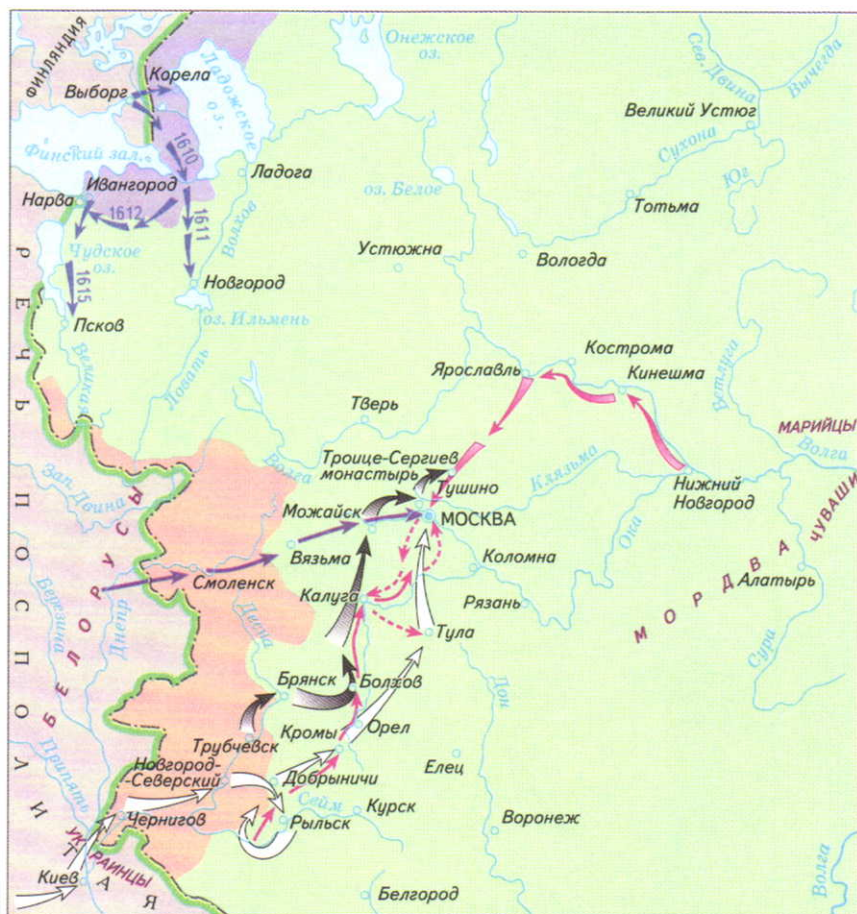 ФИНЛЯНДИЯ
Выборг
Корела
Ладожское
оз.
Онежское
оз.
Сев. Двина
Вычегда
Великий Устюг
Сухона
Юг
Тотьма
1610
Финский зал.
Ладога
Ивангород
Нарва
1612
1611
Волхов
оз. Белое
Чудское
оз.
1615
Устюжна
Вологда
Новгород
оз. Ильмень
Псков
Великая
Ловать
Ярославль
Кострома
Кинешма
Ветлуга
Тверь
МАРИЙЦЫ
Волга
Волга
Троице-Сергиев
монастырь
Тушино
Клязьма
Нижний
Новгород
Зап. Двина
Можайск
МОСКВА
Ока
ЧУВАШИ
Вязьма
Смоленск
Коломна
МОРДВА
Алатырь
Калуга
Рязань
Березина
Днепр
БЕЛОРУСЫ
Десна
Тула
Сура
Брянск
Болхов
Дон
Трубчевск
Кромы
Орел
Новгород-
-Северский
Добрыничи
Елец
Припять
Чернигов
Сейм
Курск
Рыльск
Воронеж
УКРАИНЦЫ
Киев
Белгород
Волга
РЕЧЬ ПОСПОЛИТАЯ